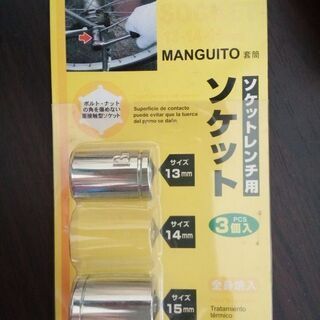 MANGUITO 套筒
ソケットレンチ用
ソケット
ボルト・ナット
の角を傷めない
面接触型ソケット
Superficie de contacto
puede evitar que la tuerca
del perno se dañe
サイズ
13mm
サイズ
14mm
3個入
PCS
サイズ
15mm
全身焼入
Tratamiento
térmico